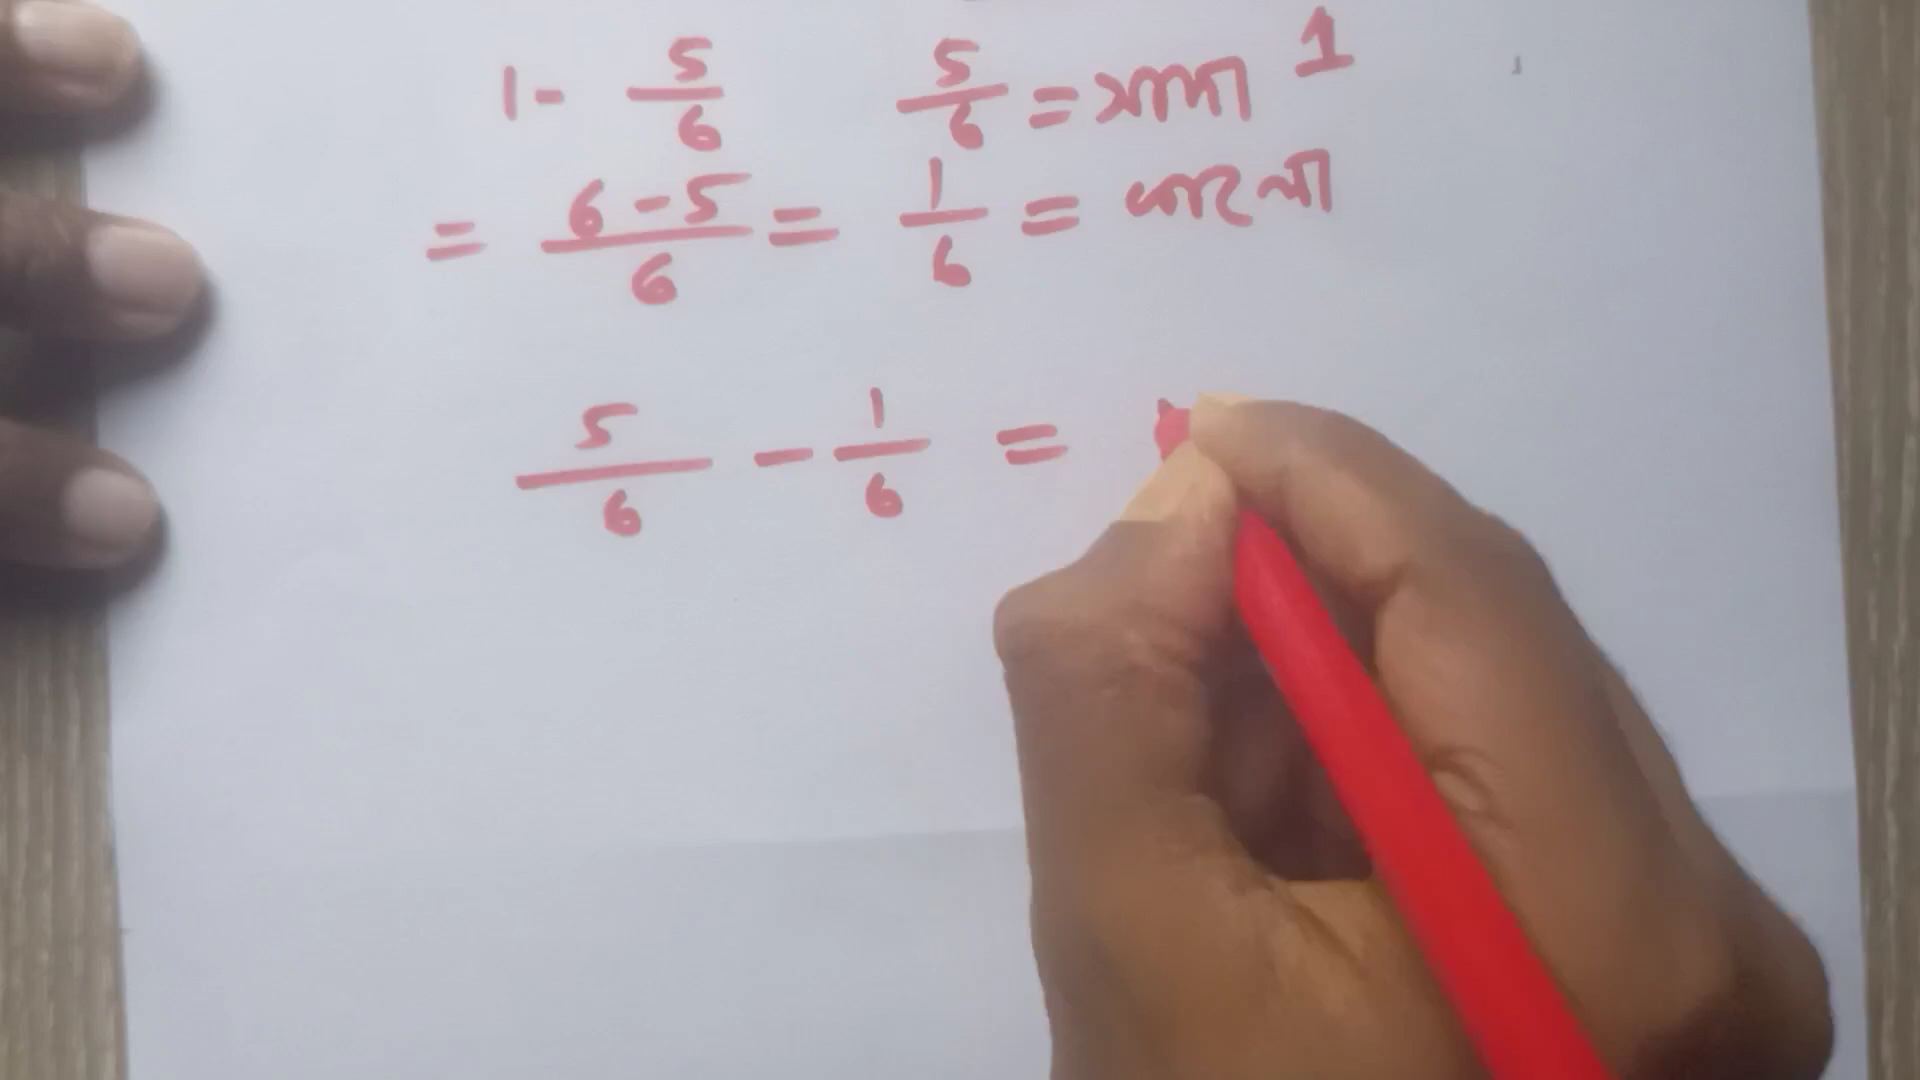 1 - 5/6 5/6 = সাদা 1
= 6 - 5/6 = 1/6 =
5/6 - 1/6 =